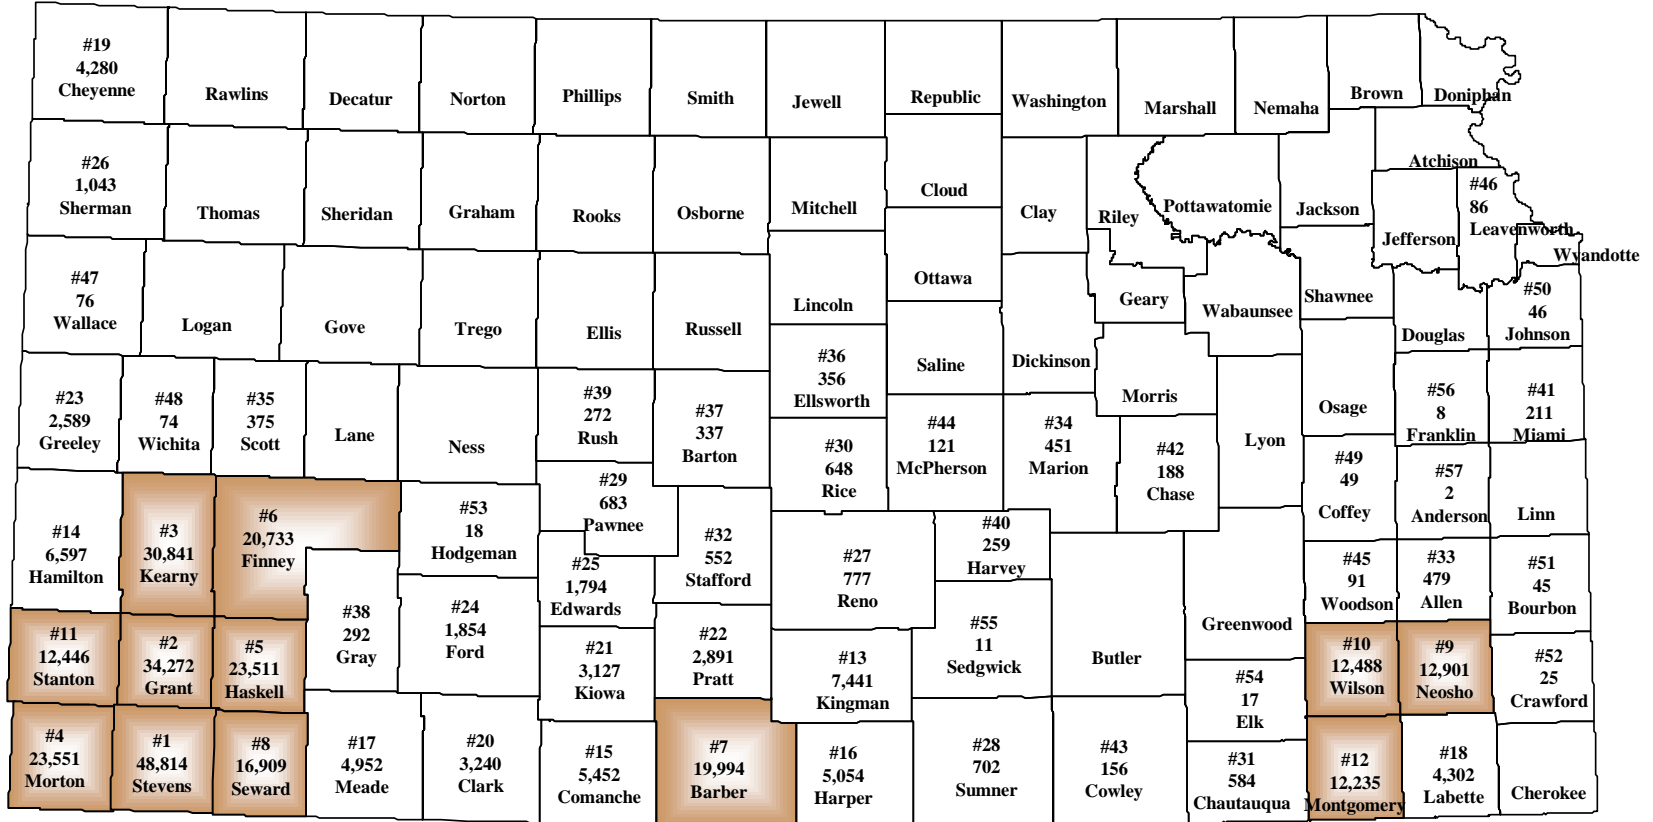 #19
4,280
Cheyenne
Rawlins
Decatur
Norton
Phillips
Smith
Jewell
Republic
Washington
Marshall
Nemaha
Brown
Doniphan
#26
1,043
Sherman
Thomas
Sheridan
Graham
Rooks
Osborne
Mitchell
Cloud
Clay
Riley
Pottawatomie
Jackson
Atchison
Jefferson
#46
86
Leavenworth
Wyandotte
#47
76
Wallace
Logan
Gove
Trego
Ellis
Russell
Lincoln
Ottawa
Geary
Wabaunsee
Shawnee
Douglas
#50
46
Johnson
#23
2,589
Greeley
#48
74
Wichita
#35
375
Scott
Lane
Ness
#39
272
Rush
#37
337
Barton
#36
356
Ellsworth
Saline
Dickinson
Morris
Lyon
Osage
#56
8
Franklin
#41
211
Miami
#30
648
Rice
#44
121
McPherson
#34
451
Marion
#42
188
Chase
#49
49
Coffey
#57
2
Anderson
Linn
#14
6,597
Hamilton
#3
30,841
Kearny
#6
20,733
Finney
#53
18
Hodgeman
#29
683
Pawnee
#25
1,794
Edwards
#32
552
Stafford
#27
777
Reno
#40
259
Harvey
#45
91
Woodson
#33
479
Allen
#51
45
Bourbon
#11
12,446
Stanton
#2
34,272
Grant
#5
23,511
Haskell
#38
292
Gray
#24
1,854
Ford
#21
3,127
Kiowa
#22
2,891
Pratt
#13
7,441
Kingman
#55
11
Sedgwick
Butler
Greenwood
#10
12,488
Wilson
#9
12,901
Neosho
#52
25
Crawford
#4
23,551
Morton
#1
48,814
Stevens
#8
16,909
Seward
#17
4,952
Meade
#20
3,240
Clark
#15
5,452
Comanche
#7
19,994
Barber
#16
5,054
Harper
#28
702
Sumner
#43
156
Cowley
#54
17
Elk
#31
584
Chautauqua
#12
12,235
Montgomery
#18
4,302
Labette
Cherokee